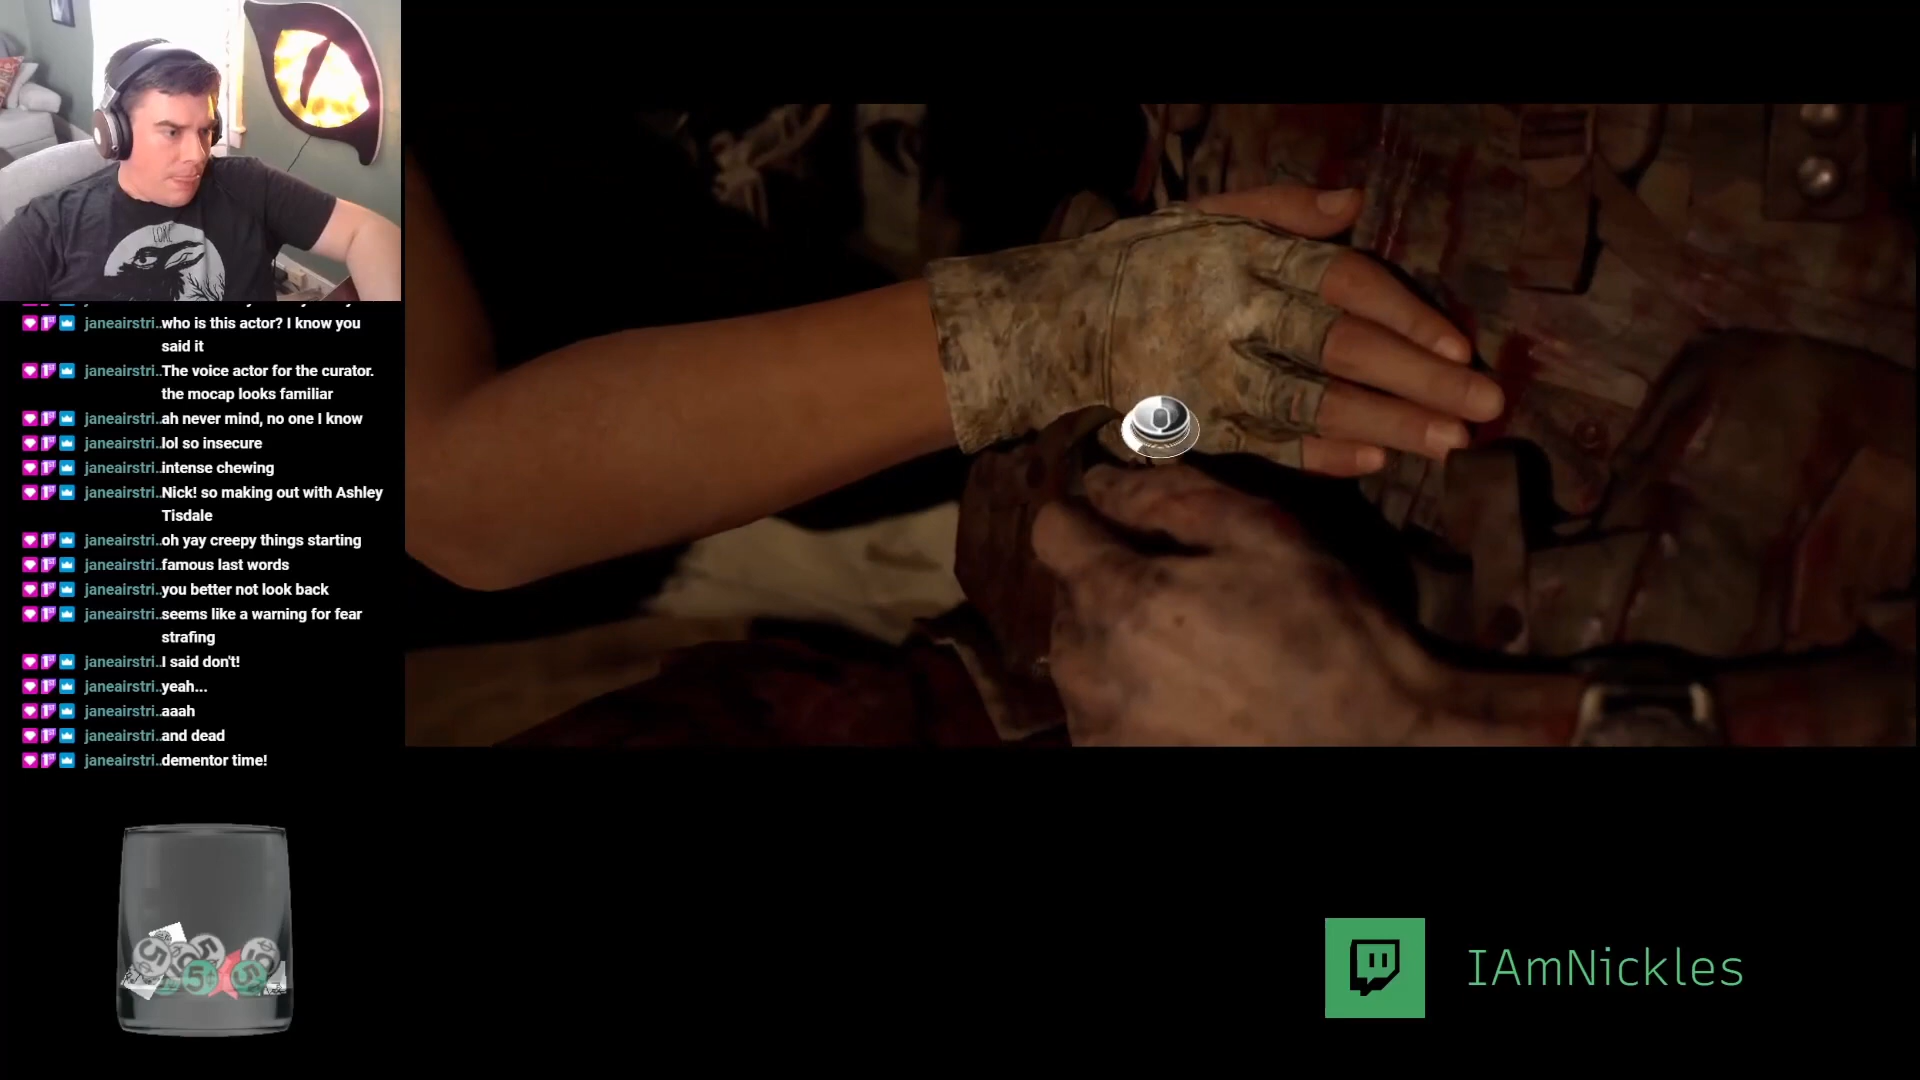 LORE
janeairstri..who is this actor? I know you
said it
janeairstri..The voice actor for the curator.
the mocap looks familiar
janeairstri..ah never mind, no one I know
janeairstri..lol so insecure
janeairstri..intense chewing
janeairstri..Nick! so making out with Ashley
Tisdale
janeairstri..oh yay creepy things starting
janeairstri..famous last words
janeairstri..you better not look back
janeairstri..seems like a warning for fear
strafing
janeairstri..I said don't!
janeairstri..yeah...
janeairstri..aaah
janeairstri..and dead
janeairstri..dementor time!
IAmNickles